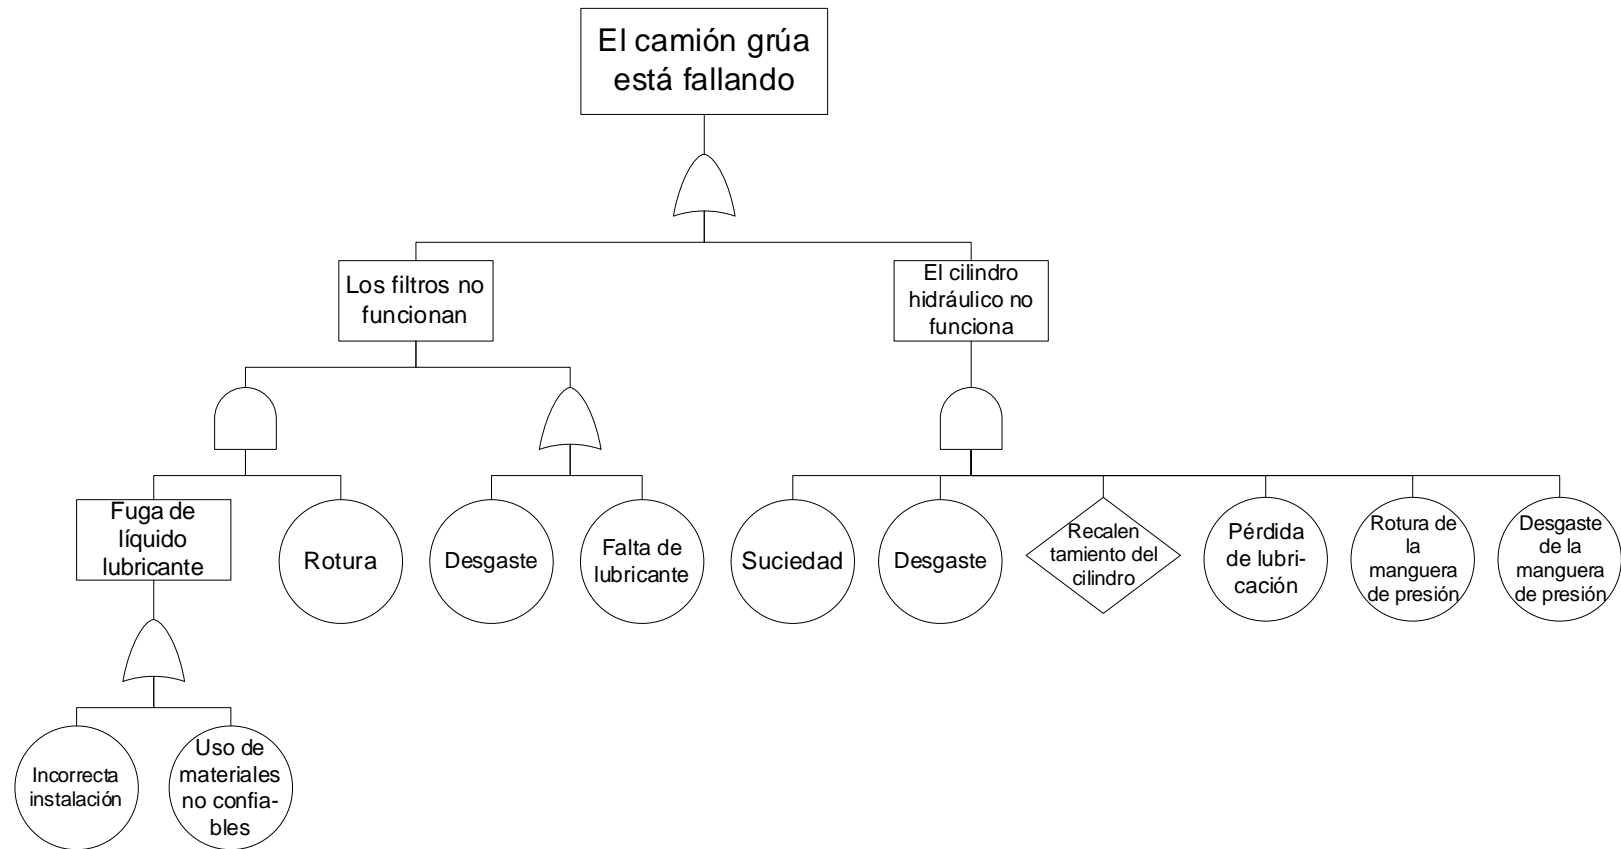 El camión grúa
está fallando
Los filtros no
funcionan
El cilindro
hidráulico no
funciona
Fuga de
líquido
lubricante
Rotura
Desgaste
Falta de
lubricante
Suciedad
Desgaste
Recalen
tamiento del
cilindro
Pérdida
de lubri-
cación
Rotura de
la
manguera
de presión
Desgaste
de la
manguera
de presión
Incorrecta
instalación
Uso de
materiales
no confia-
bles